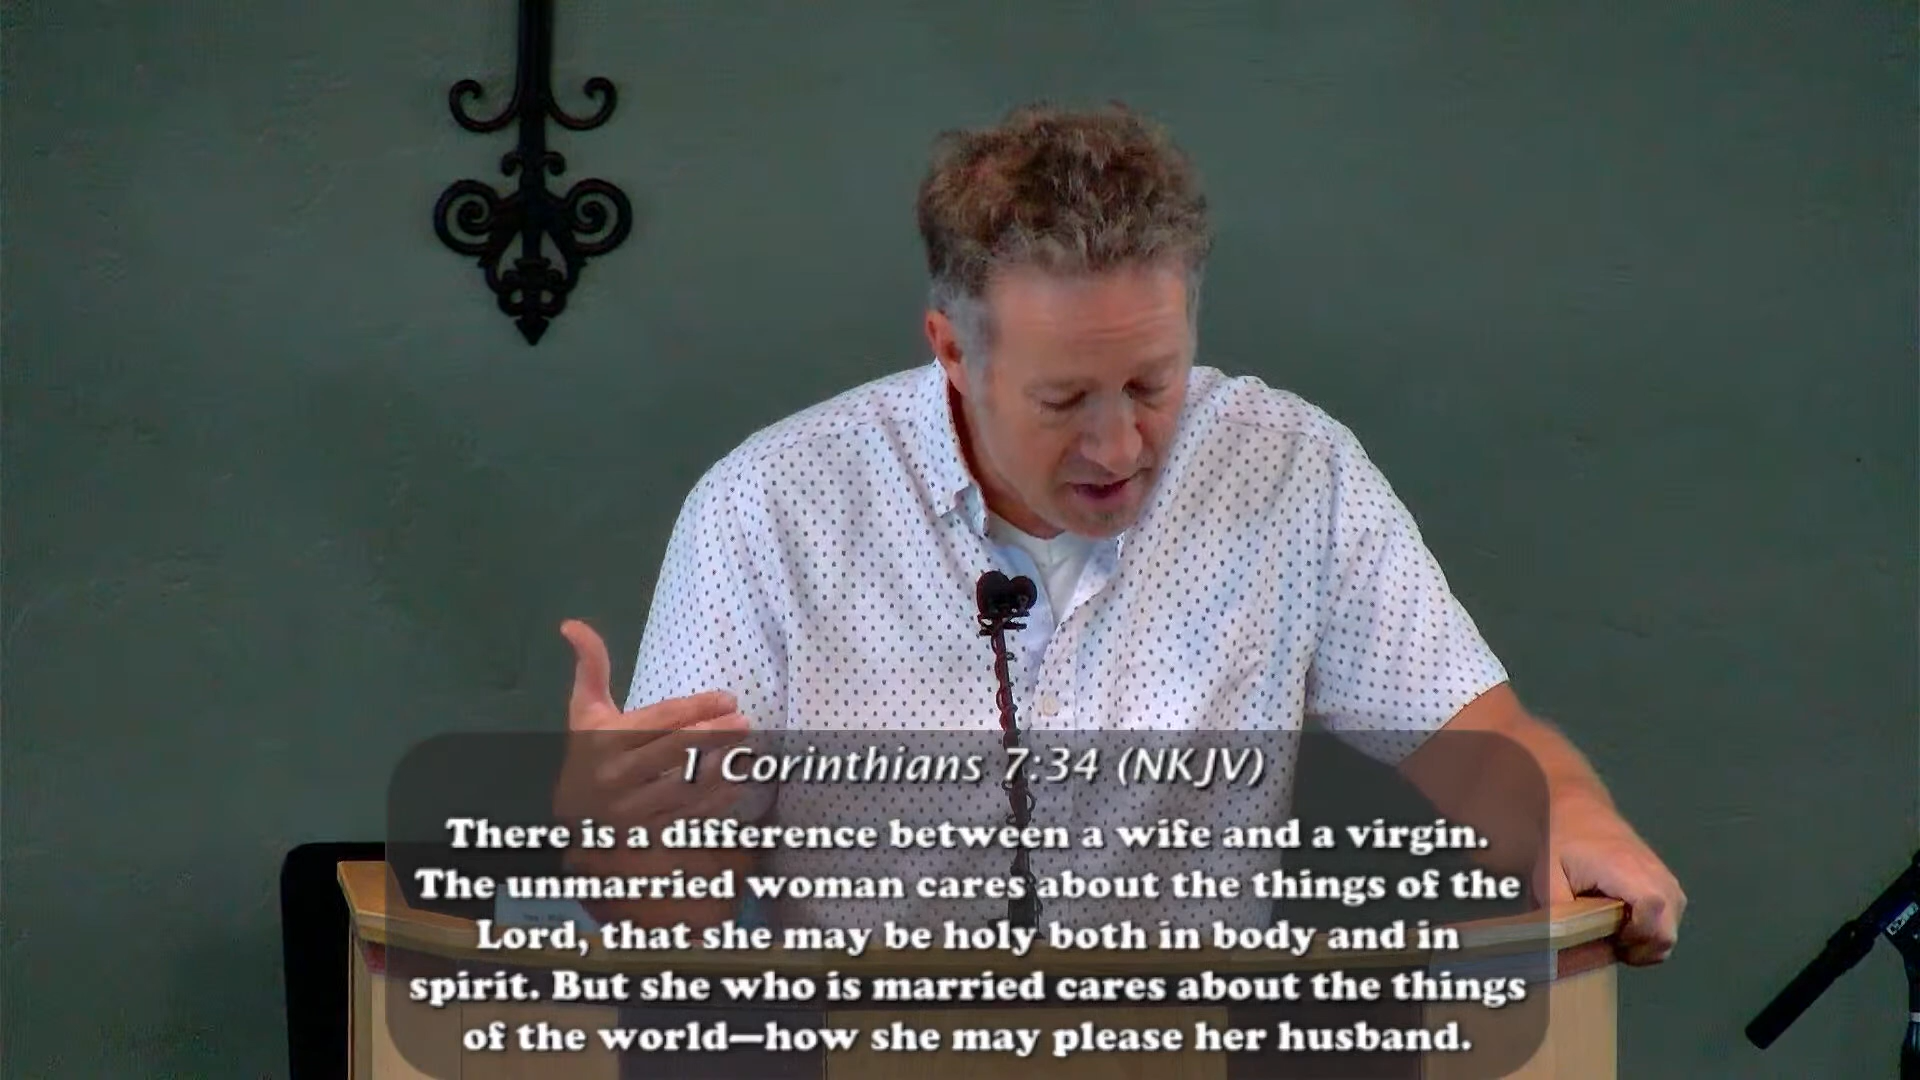 1 Corinthians 7:34 (NKJV)
There is a difference between a wife and a virgin.
The unmarried woman cares about the things of the
Lord, that she may be holy both in body and in
spirit. But she who is married cares about the things
of the world—how she may please her husband.